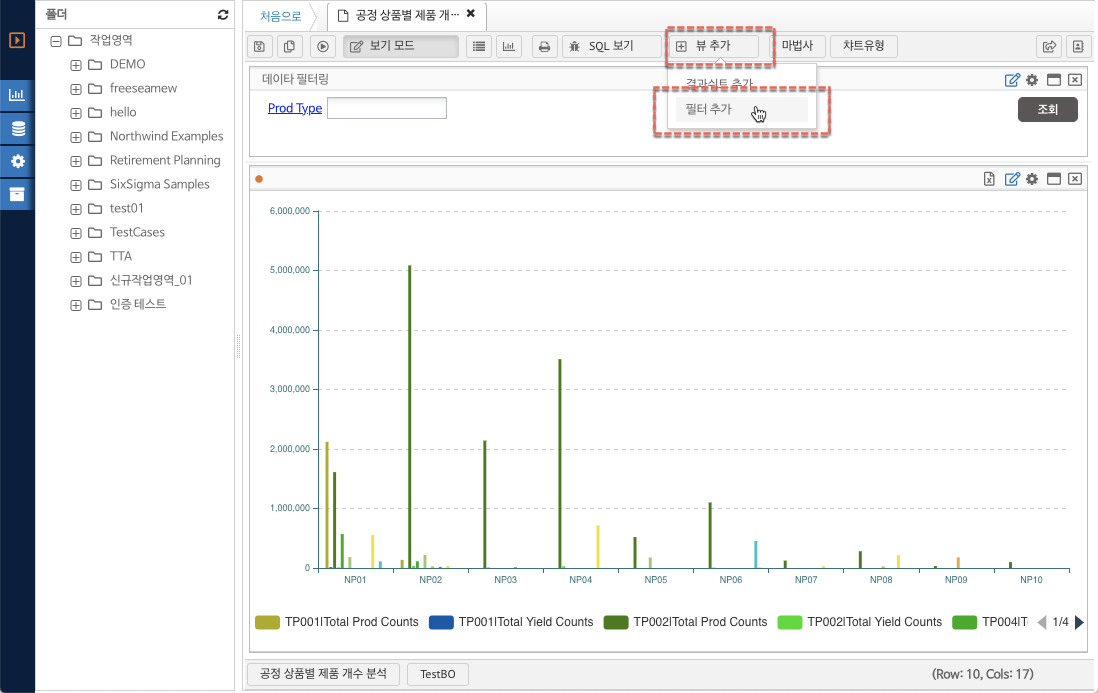 폴더
작업영역
DEMO
freeseamew
hello
Northwind Examples
Retirement Planning
SixSigma Samples
test01
TestCases
TTA
신규작업영역_01
인증 테스트
처음으로
공정 상품별 제품 개…
보기 모드
SQL 보기
뷰 추가
마법사
챠트유형
결과시트 추가
필터 추가
데이타 필터링
Prod Type
조회
6,000,000
5,000,000
4,000,000
3,000,000
2,000,000
1,000,000
0
NP01 NP02 NP03 NP04 NP05 NP06 NP07 NP08 NP09 NP10
TP001|Total Prod Counts TP001|Total Yield Counts TP002|Total Prod Counts TP002|Total Yield Counts TP004|T 1/4
공정 상품별 제품 개수 분석 TestBO (Row: 10, Cols: 17)